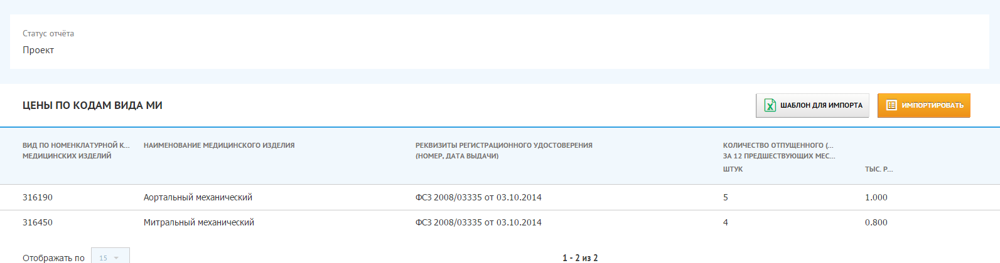 Статус отчёта
Проект
ЦЕНЫ ПО КОДАМ ВИДА МИ
ШАБЛОН ДЛЯ ИМПОРТА
ИМПОРТИРОВАТЬ
ВИД ПО НОМЕНКЛАТУРНОЙ К...
МЕДИЦИНСКИХ ИЗДЕЛИЙ
НАИМЕНОВАНИЕ МЕДИЦИНСКОГО ИЗДЕЛИЯ
РЕКВИЗИТЫ РЕГИСТРАЦИОННОГО УДОСТОВЕРЕНИЯ
(НОМЕР, ДАТА ВЫДАЧИ)
КОЛИЧЕСТВО ОТПУЩЕННОГО (...
ЗА 12 ПРЕДШЕСТВУЮЩИХ МЕС...
ШТУК
ТЫС. Р...
316190 Аортальный механический ФСЗ 2008/03335 от 03.10.2014 5 1.000
316450 Митральный механический ФСЗ 2008/03335 от 03.10.2014 4 0.800
Отображать по 15 1 - 2 из 2